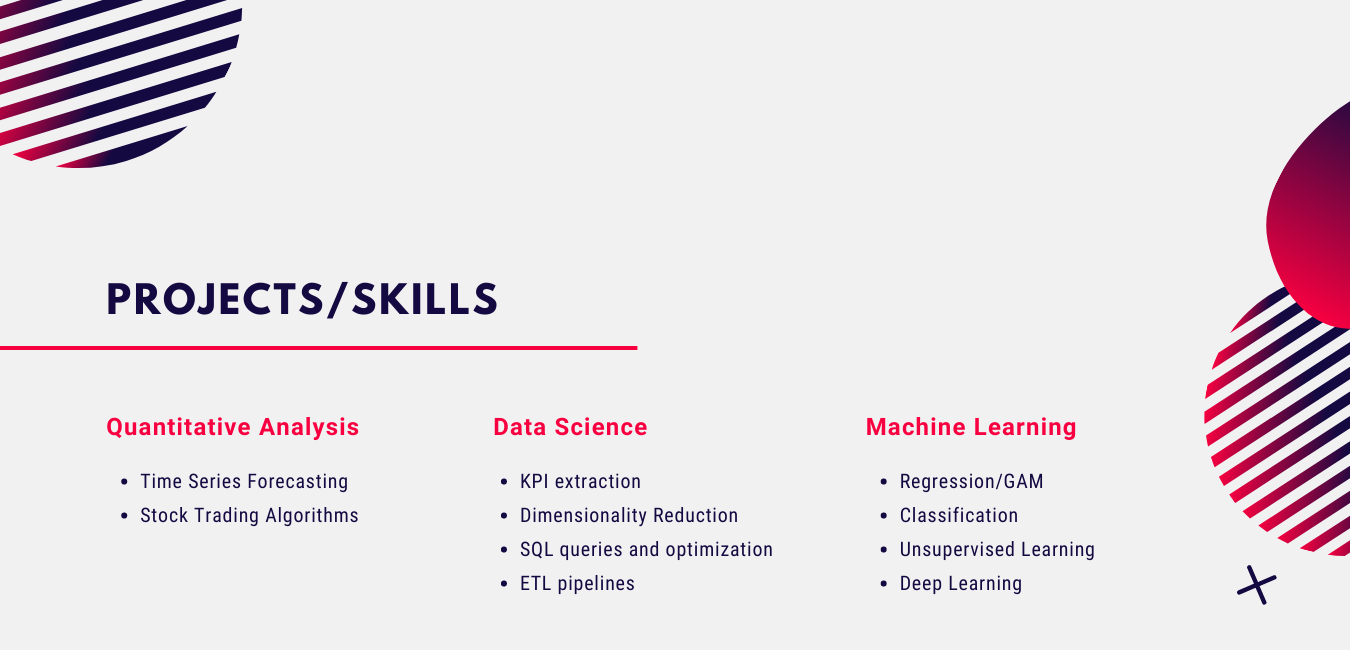 PROJECTS/SKILLS
Quantitative Analysis
• Time Series Forecasting
• Stock Trading Algorithms
Data Science
• KPI extraction
• Dimensionality Reduction
• SQL queries and optimization
• ETL pipelines
Machine Learning
• Regression/GAM
• Classification
• Unsupervised Learning
• Deep Learning